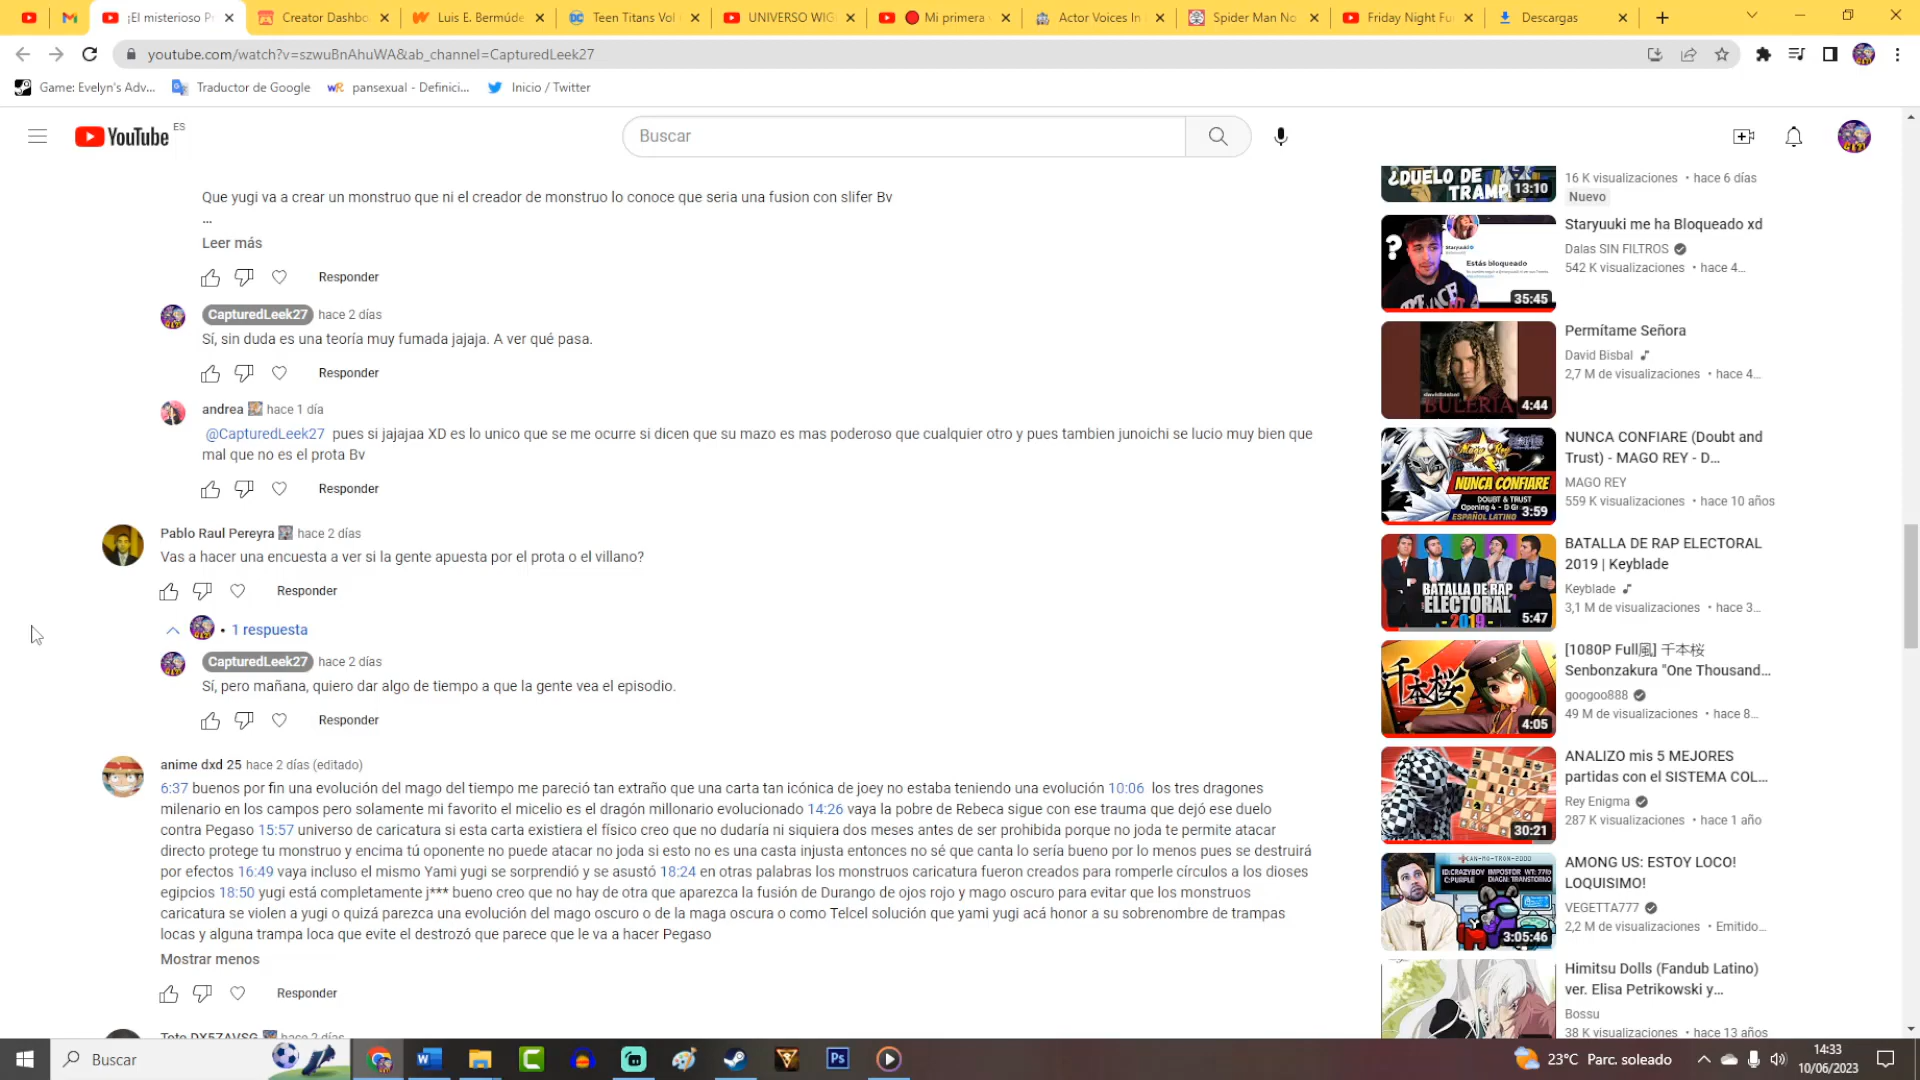 ¡El misterioso P
Creator Dashbo
Luis E. Bermúde
Teen Titans Vol
UNIVERSO WIG
Mi primera
Actor Voices In
Spider Man No
Friday Night Fu
Descargas
youtube.com/watch?v=szwuBnAhuWA&ab_channel=CapturedLeek27
Game: Evelyn's Adv...
Traductor de Google
pansexual - Definici...
Inicio / Twitter
YouTube ES
Buscar
Que yugi va a crear un monstruo que ni el creador de monstruo lo conoce que seria una fusion con slifer Bv
...
Leer más
Responder
CapturedLeek27 hace 2 días
Sí, sin duda es una teoría muy fumada jajaja. A ver qué pasa.
Responder
andrea hace 1 día
@CapturedLeek27 pues si jajajaa XD es lo unico que se me ocurre si dicen que su mazo es mas poderoso que cualquier otro y pues tambien junoichi se lucio muy bien que
mal que no es el prota Bv
Responder
Pablo Raul Pereyra hace 2 días
Vas a hacer una encuesta a ver si la gente apuesta por el prota o el villano?
Responder
1 respuesta
CapturedLeek27 hace 2 días
Sí, pero mañana, quiero dar algo de tiempo a que la gente vea el episodio.
Responder
anime dxd 25 hace 2 días (editado)
6:37 buenos por fin una evolución del mago del tiempo me pareció tan extraño que una carta tan icónica de joey no estaba teniendo una evolución 10:06 los tres dragones
milenario en los campos pero solamente mi favorito el micelio es el dragón millonario evolucionado 14:26 vaya la pobre de Rebeca sigue con ese trauma que dejó ese duelo
contra Pegaso 15:57 universo de caricatura si esta carta existiera el físico creo que no dudaría ni siquiera dos meses antes de ser prohibida porque no joda te permite atacar
directo protege tu monstruo y encima tú oponente no puede atacar no joda si esto no es una casta injusta entonces no sé que canta lo sería bueno por lo menos pues se destruirá
por efectos 16:49 vaya incluso el mismo Yami yugi se sorprendió y se asustó 18:24 en otras palabras los monstruos caricatura fueron creados para romperle círculos a los dioses
egipcios 18:50 yugi está completamente j*** bueno creo que no hay de otra que aparezca la fusión de Durango de ojos rojo y mago oscuro para evitar que los monstruos
caricatura se violen a yugi o quizá parezca una evolución del mago oscuro o de la maga oscura o como Telcel solución que yami yugi acá honor a su sobrenombre de trampas
locas y alguna trampa loca que evite el destrozó que parece que le va a hacer Pegaso
Mostrar menos
Responder
Toto DX5ZAVSG hace 2 días
¿DUELO DE
TRAMP
13:10
16 K visualizaciones • hace 6 días
Nuevo
?
Estás bloqueado
35:45
Staryuuki me ha Bloqueado xd
Dalas SIN FILTROS
542 K visualizaciones • hace 4...
BULERIA
4:44
Permítame Señora
David Bisbal
2,7 M de visualizaciones • hace 4...
Mago Rey
NUNCA CONFIARE
DOUBT & TRUST
Opening 4 - D G
ESPAÑOL LATINO
3:59
NUNCA CONFIARE (Doubt and
Trust) - MAGO REY - D...
MAGO REY
559 K visualizaciones • hace 10 años
BATALLA DE RAP
ELECTORAL
- 2019 -
5:47
BATALLA DE RAP ELECTORAL
2019 | Keyblade
Keyblade
3,1 M de visualizaciones • hace 3...
千本桜
4:05
[1080P Full風] 千本桜
Senbonzakura "One Thousand...
googoo888
49 M de visualizaciones • hace 8...
30:21
ANALIZO mis 5 MEJORES
partidas con el SISTEMA COL...
Rey Enigma
287 K visualizaciones • hace 1 año
3:05:46
AMONG US: ESTOY LOCO!
LOQUISIMO!
VEGETTA777
2,2 M de visualizaciones • Emitido...
Himitsu Dolls (Fandub Latino)
ver. Elisa Petrikowski y...
Bossu
38 K visualizaciones • hace 13 años
Buscar
23°C Parc. soleado
14:33
10/06/2023